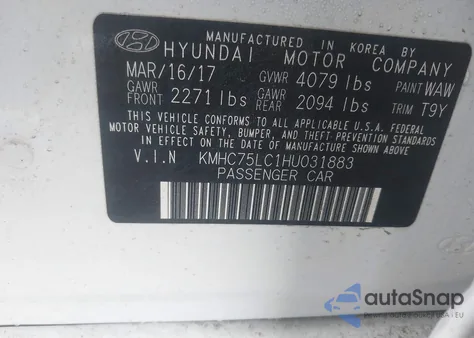 MANUFACTURED IN KOREA BY
HYUNDAI MOTOR COMPANY
MAR/16/17 GVWR 4079 lbs PAINT WAW
GAWR FRONT 2271 lbs GAWR REAR 2094 lbs TRIM T9Y
THIS VEHICLE CONFORMS TO ALL APPLICABLE U.S.A. FEDERAL
MOTOR VEHICLE SAFETY, BUMPER, AND THEFT PREVENTION STANDARDS
IN EFFECT ON THE DATE OF MANUFACTURE SHOWN ABOVE.
V.I.N KMHC75LC1HU031883
PASSENGER CAR
autoSnap